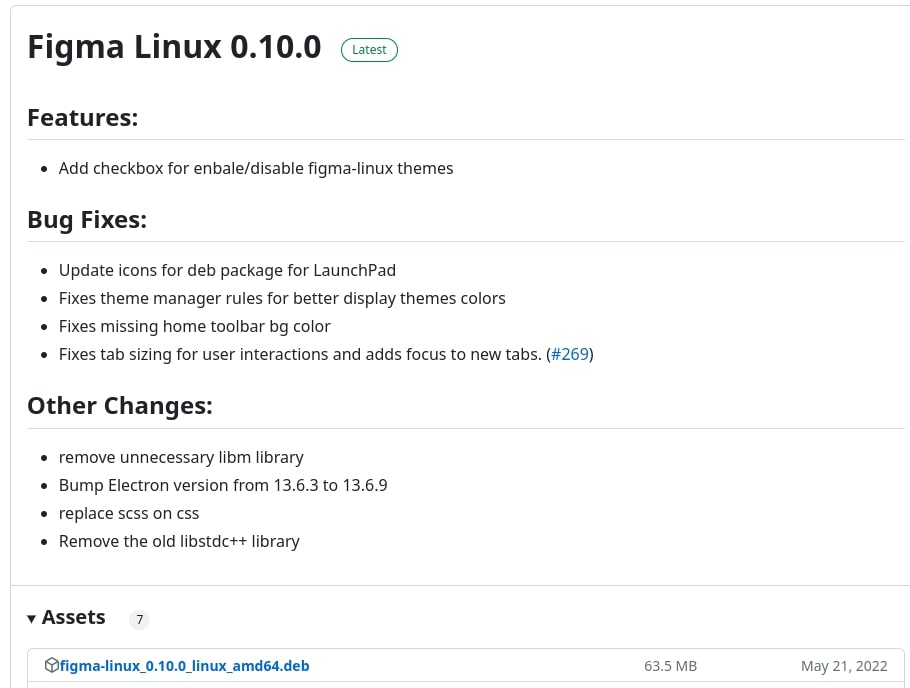 Figma Linux 0.10.0 Latest
Features:
Add checkbox for enbale/disable figma-linux themes
Bug Fixes:
Update icons for deb package for LaunchPad
Fixes theme manager rules for better display themes colors
Fixes missing home toolbar bg color
Fixes tab sizing for user interactions and adds focus to new tabs. (#269)
Other Changes:
remove unnecessary libm library
Bump Electron version from 13.6.3 to 13.6.9
replace scss on css
Remove the old libstdc++ library
Assets 7
figma-linux_0.10.0_linux_amd64.deb 63.5 MB May 21, 2022